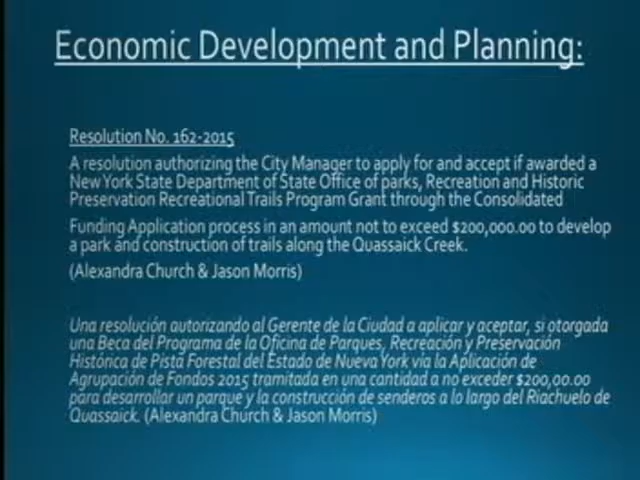 Economic Development and Planning:
Resolution No. 162-2015
A resolution authorizing the City Manager to apply for and accept if awarded a
New York State Department of State Office of parks, Recreation and Historic
Preservation Recreational Trails Program Grant through the Consolidated
Funding Application process in an amount not to exceed $200,000.00 to develop
a park and construction of trails along the Quassaick Creek.
(Alexandra Church & Jason Morris)
Una resolución autorizando al Gerente de la Ciudad a aplicar y aceptar, si otorgada
una Beca del Programa de la Oficina de Parques, Recreación y Preservación
Histórica de Pista Forestal del Estado de Nueva York vía la Aplicación de
Agrupación de Fondos 2015 tramitada en una cantidad a no exceder $200,00.00
para desarrollar un parque y la construcción de senderos a lo largo del Riachuelo de
Quassaick. (Alexandra Church & Jason Morris)